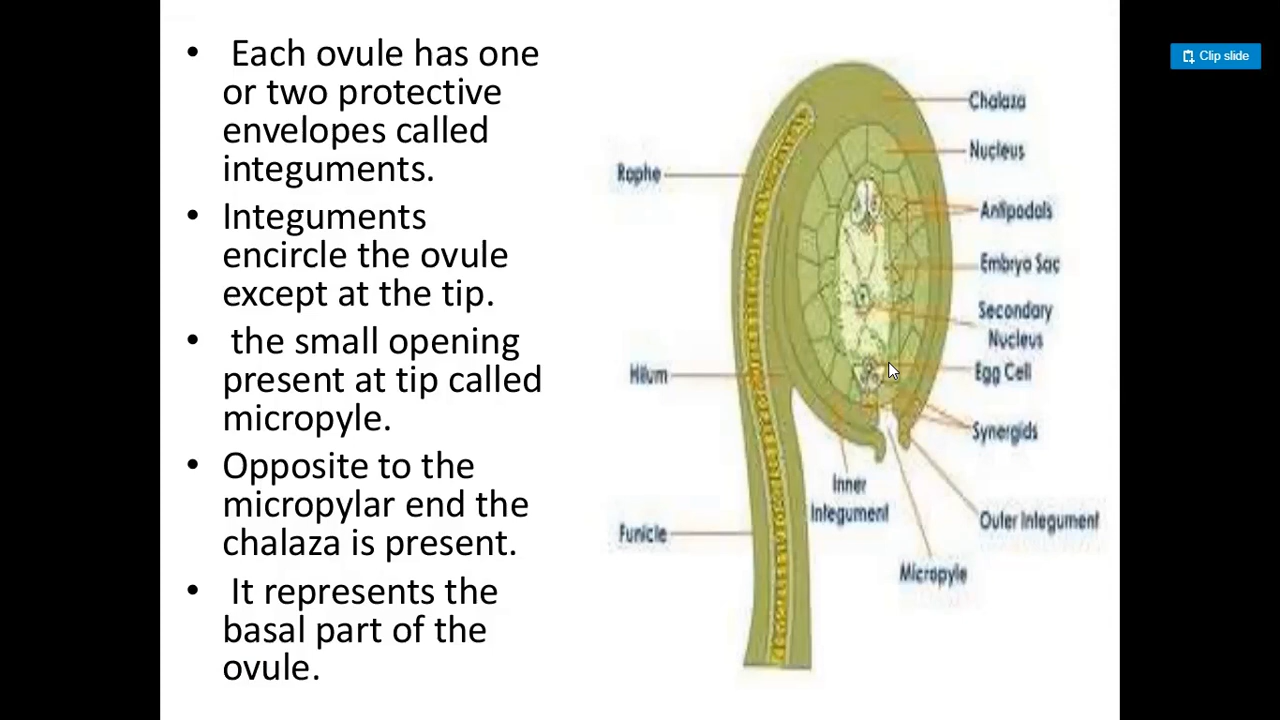 • Each ovule has one
or two protective
envelopes called
integuments.
• Integuments
encircle the ovule
except at the tip.
• the small opening
present at tip called
micropyle.
• Opposite to the
micropylar end the
chalaza is present.
• It represents the
basal part of the
ovule.
Clip slide
Chalaza
Nucleus
Raphe
Antipodals
Embryo Sac
Secondary
Nucleus
Hilum
Egg Cell
Synergids
Inner
Integument
Outer Integument
Funicle
Micropyle